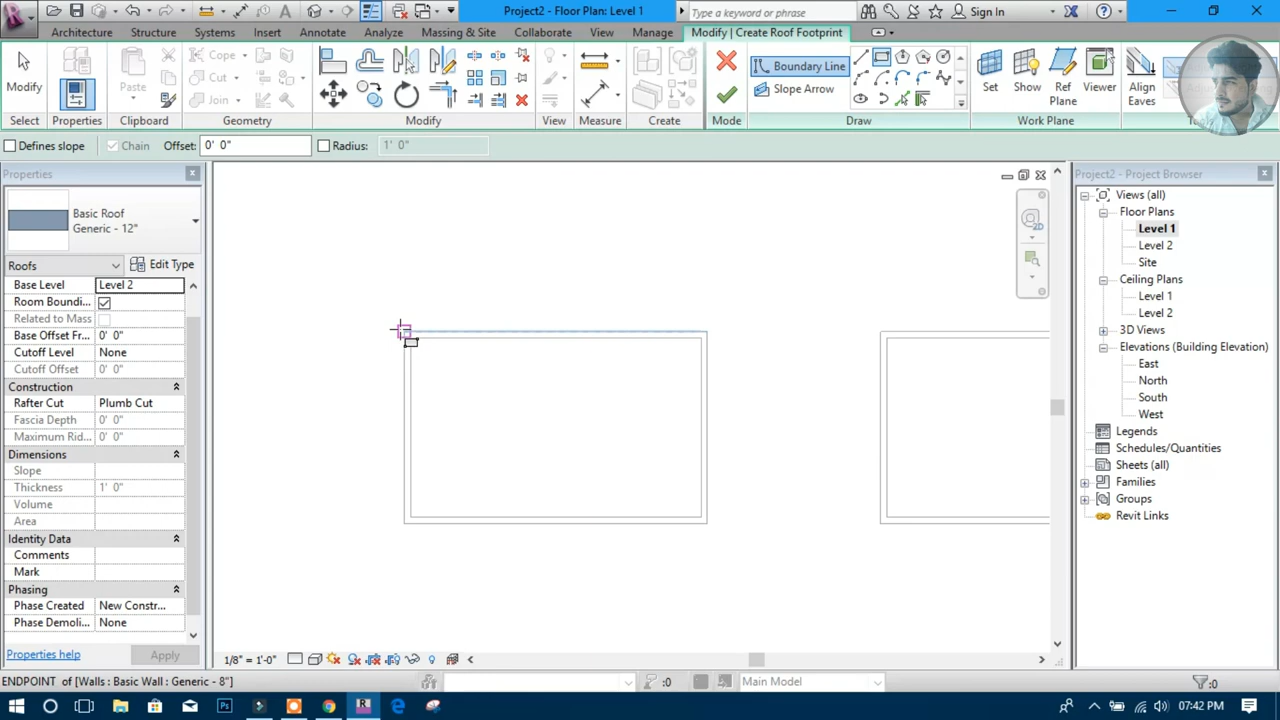 Project2 - Floor Plan: Level 1
Type a keyword or phrase
Sign In
Architecture Structure Systems Insert Annotate Analyze Massing & Site Collaborate View Manage Modify | Create Roof Footprint
Modify
Paste
Cope
Cut
Join
Boundary Line
Slope Arrow
Set Show Ref Plane Viewer
Align Eaves
Select Properties Clipboard Geometry Modify View Measure Create Mode Draw Work Plane
Defines slope Chain Offset: 0' 0" Radius: 1' 0"
Properties
Basic Roof
Generic - 12"
Roofs Edit Type
Base Level Level 2
Room Boundi...
Related to Mass
Base Offset Fr... 0' 0"
Cutoff Level None
Cutoff Offset 0' 0"
Construction
Rafter Cut Plumb Cut
Fascia Depth 0' 0"
Maximum Rid... 0' 0"
Dimensions
Slope
Thickness 1' 0"
Volume
Area
Identity Data
Comments
Mark
Phasing
Phase Created New Constr...
Phase Demoli... None
Properties help Apply
2D
Project2 - Project Browser
Views (all)
Floor Plans
Level 1
Level 2
Site
Ceiling Plans
Level 1
Level 2
3D Views
Elevations (Building Elevation)
East
North
South
West
Legends
Schedules/Quantities
Sheets (all)
Families
Groups
Revit Links
1/8" = 1'-0"
ENDPOINT of [Walls : Basic Wall : Generic - 8"]
:0
Main Model
:0
07:42 PM